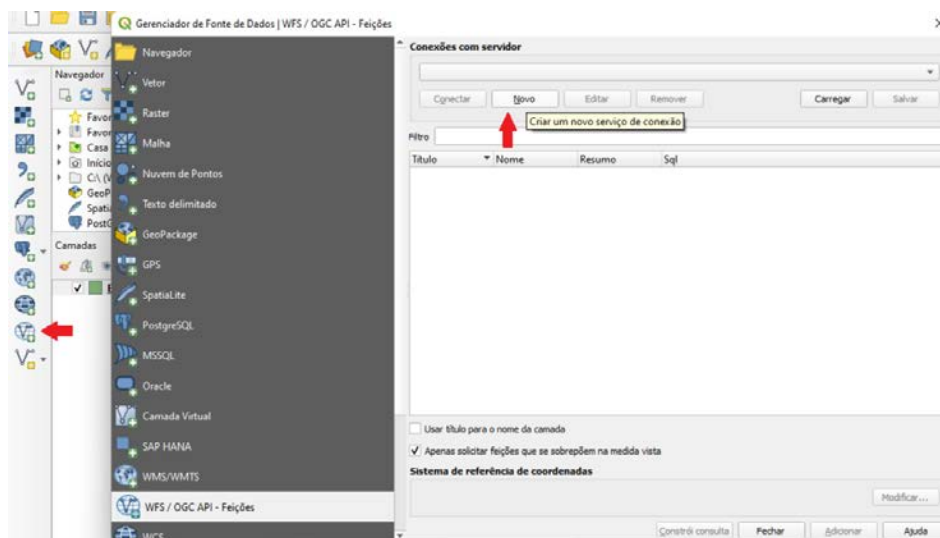 Gerenciador de Fonte de Dados | WFS / OGC API - Feições
Navegador
Favor
Favor
Casa
Início
C:\ (V
GeoP
Spatia
PostG
Camadas
Navegador
Vetor
Raster
Malha
Nuvem de Pontos
Texto delimitado
GeoPackage
GPS
SpatiaLite
PostgreSQL
MSSQL
Oracle
Camada Virtual
SAP HANA
WMS/WMTS
WFS / OGC API - Feições
WCS
Conexões com servidor
Conectar Novo Editar Remover Carregar Salvar
Criar um novo serviço de conexão
Filtro
Título Nome Resumo Sql
Usar título para o nome da camada
Apenas solicitar feições que se sobrepõem na medida vista
Sistema de referência de coordenadas
Modificar...
Constrói consulta Fechar Adicionar Ajuda